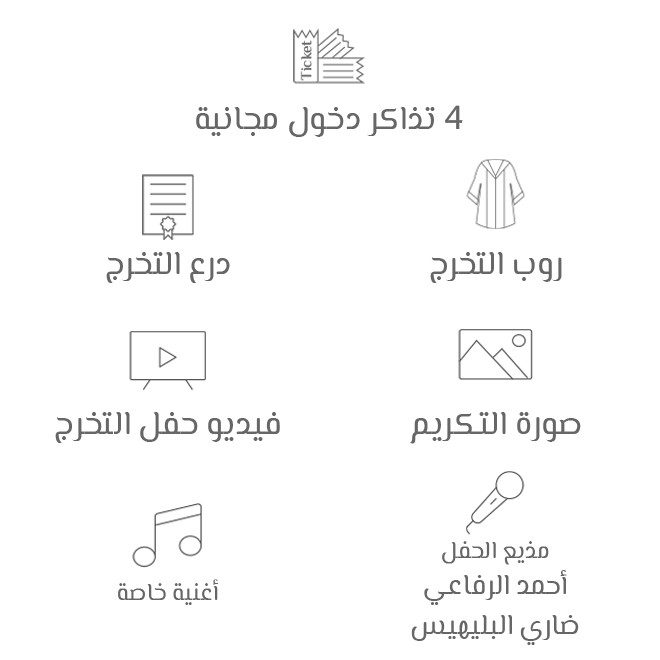 Ticket
4 تذاكر دخول مجانية
روب التخرج
درع التخرج
صورة التكريم
فيديو حفل التخرج
مذيع الحفل
أحمد الرفاعي
ضاري البليهيس
أغنية خاصة